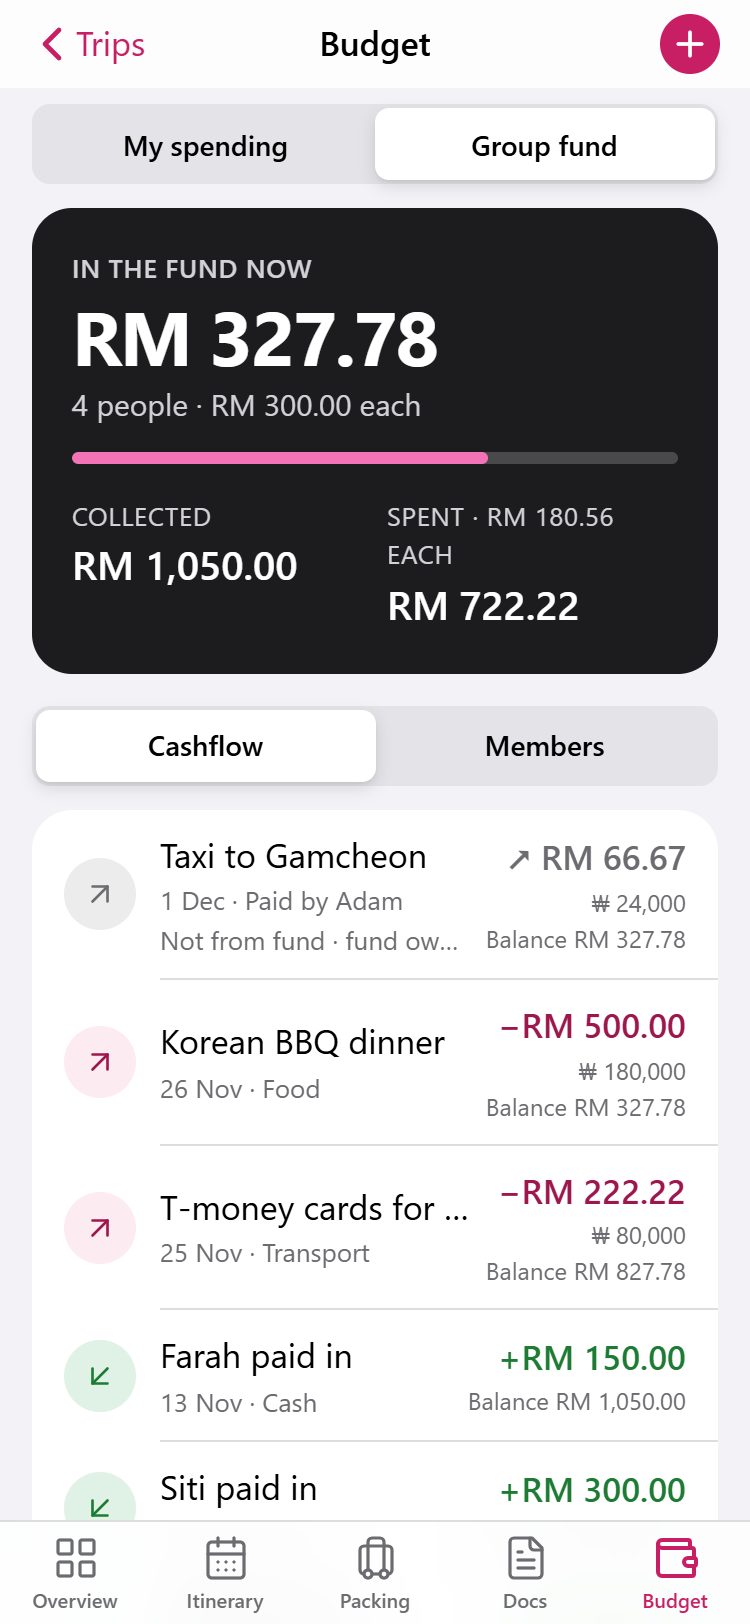 Trips
Budget
My spending
Group fund
IN THE FUND NOW
RM 327.78
4 people · RM 300.00 each
COLLECTED
RM 1,050.00
SPENT · RM 180.56
EACH
RM 722.22
Cashflow
Members
Taxi to Gamcheon
↗ RM 66.67
1 Dec · Paid by Adam
₩ 24,000
Not from fund · fund ow...
Balance RM 327.78
Korean BBQ dinner
−RM 500.00
26 Nov · Food
₩ 180,000
Balance RM 327.78
T-money cards for ...
−RM 222.22
25 Nov · Transport
₩ 80,000
Balance RM 827.78
Farah paid in
+RM 150.00
13 Nov · Cash
Balance RM 1,050.00
Siti paid in
+RM 300.00
Overview
Itinerary
Packing
Docs
Budget